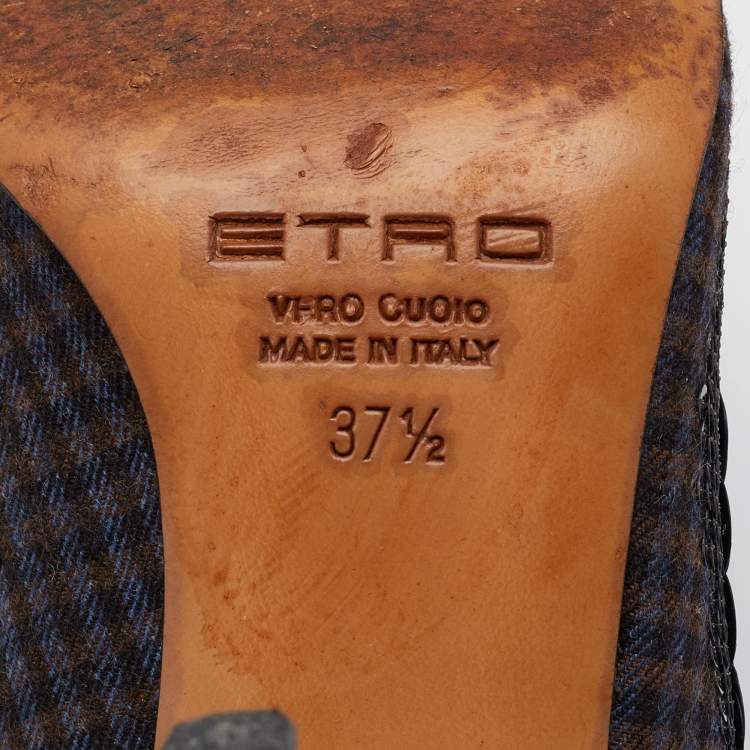 ETRO
VERO CUOIO
MADE IN ITALY
37½